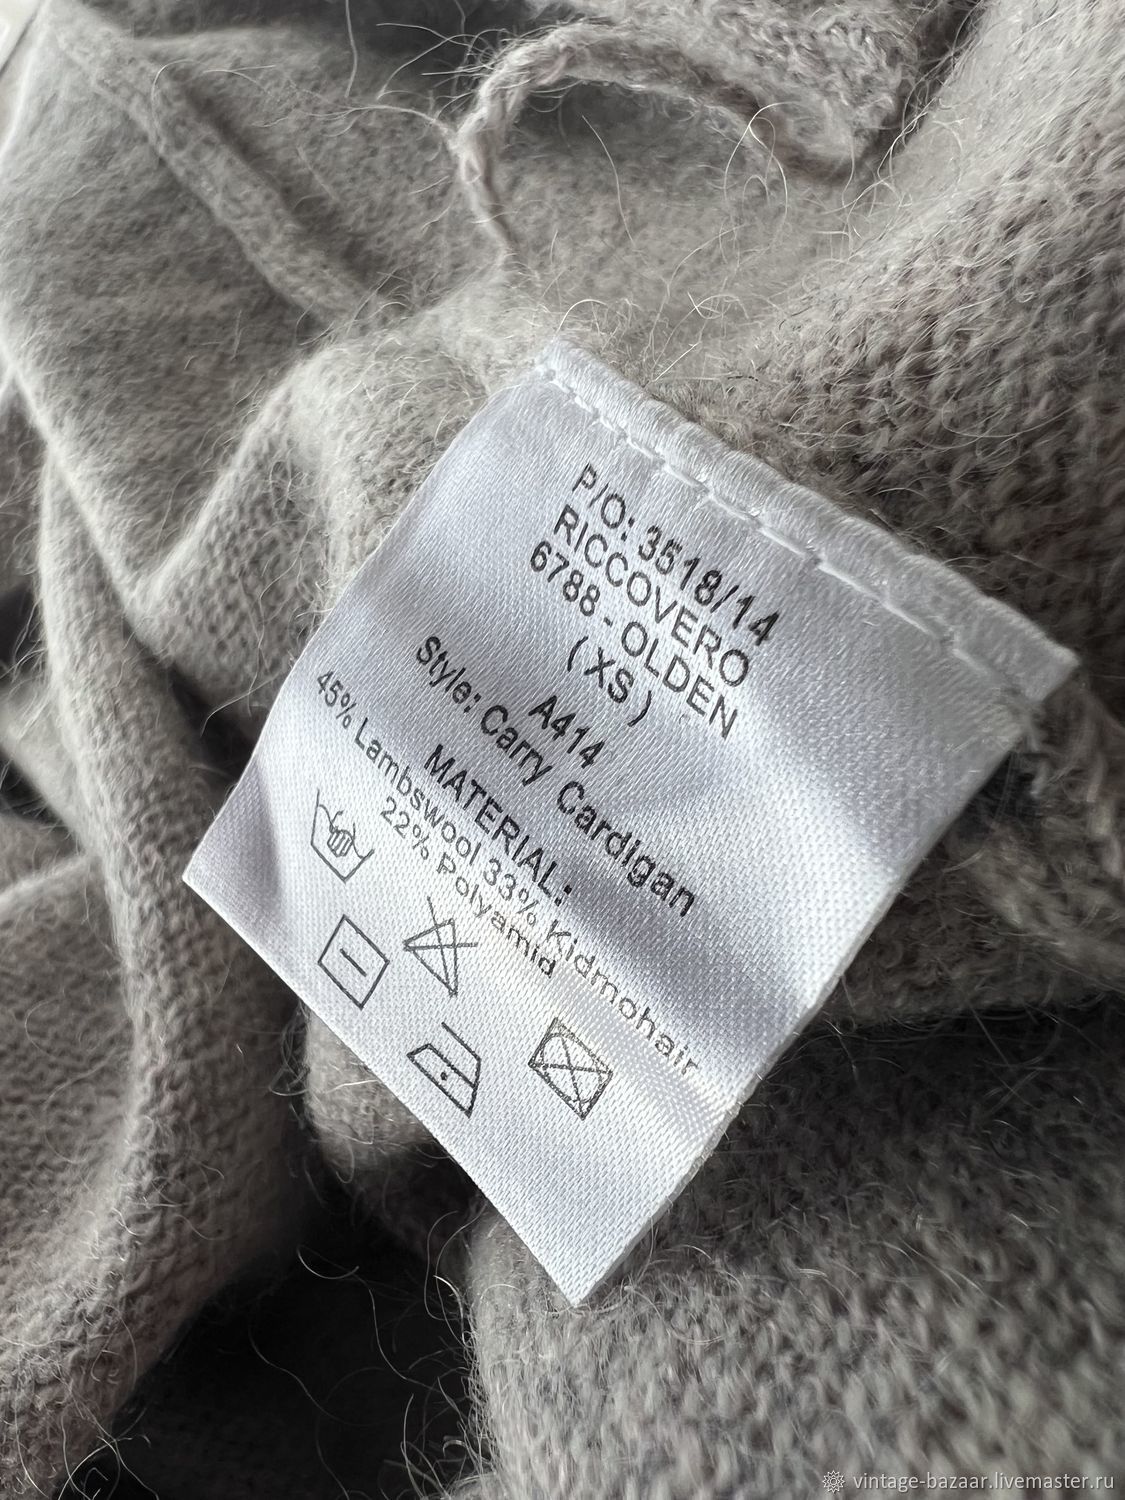 P/O: 3518/14
RICCOVERO
6788 - OLDEN
( XS )
A414
Style: Carry Cardigan
MATERIAL:
45% Lambswool 33% Kidmohair
22% Polyamid
vintage-bazaar.livemaster.ru